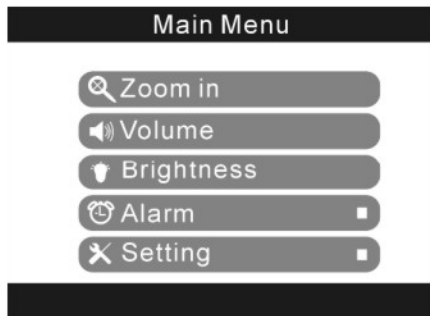 Main Menu
Zoom in
Volume
Brightness
Alarm
Setting